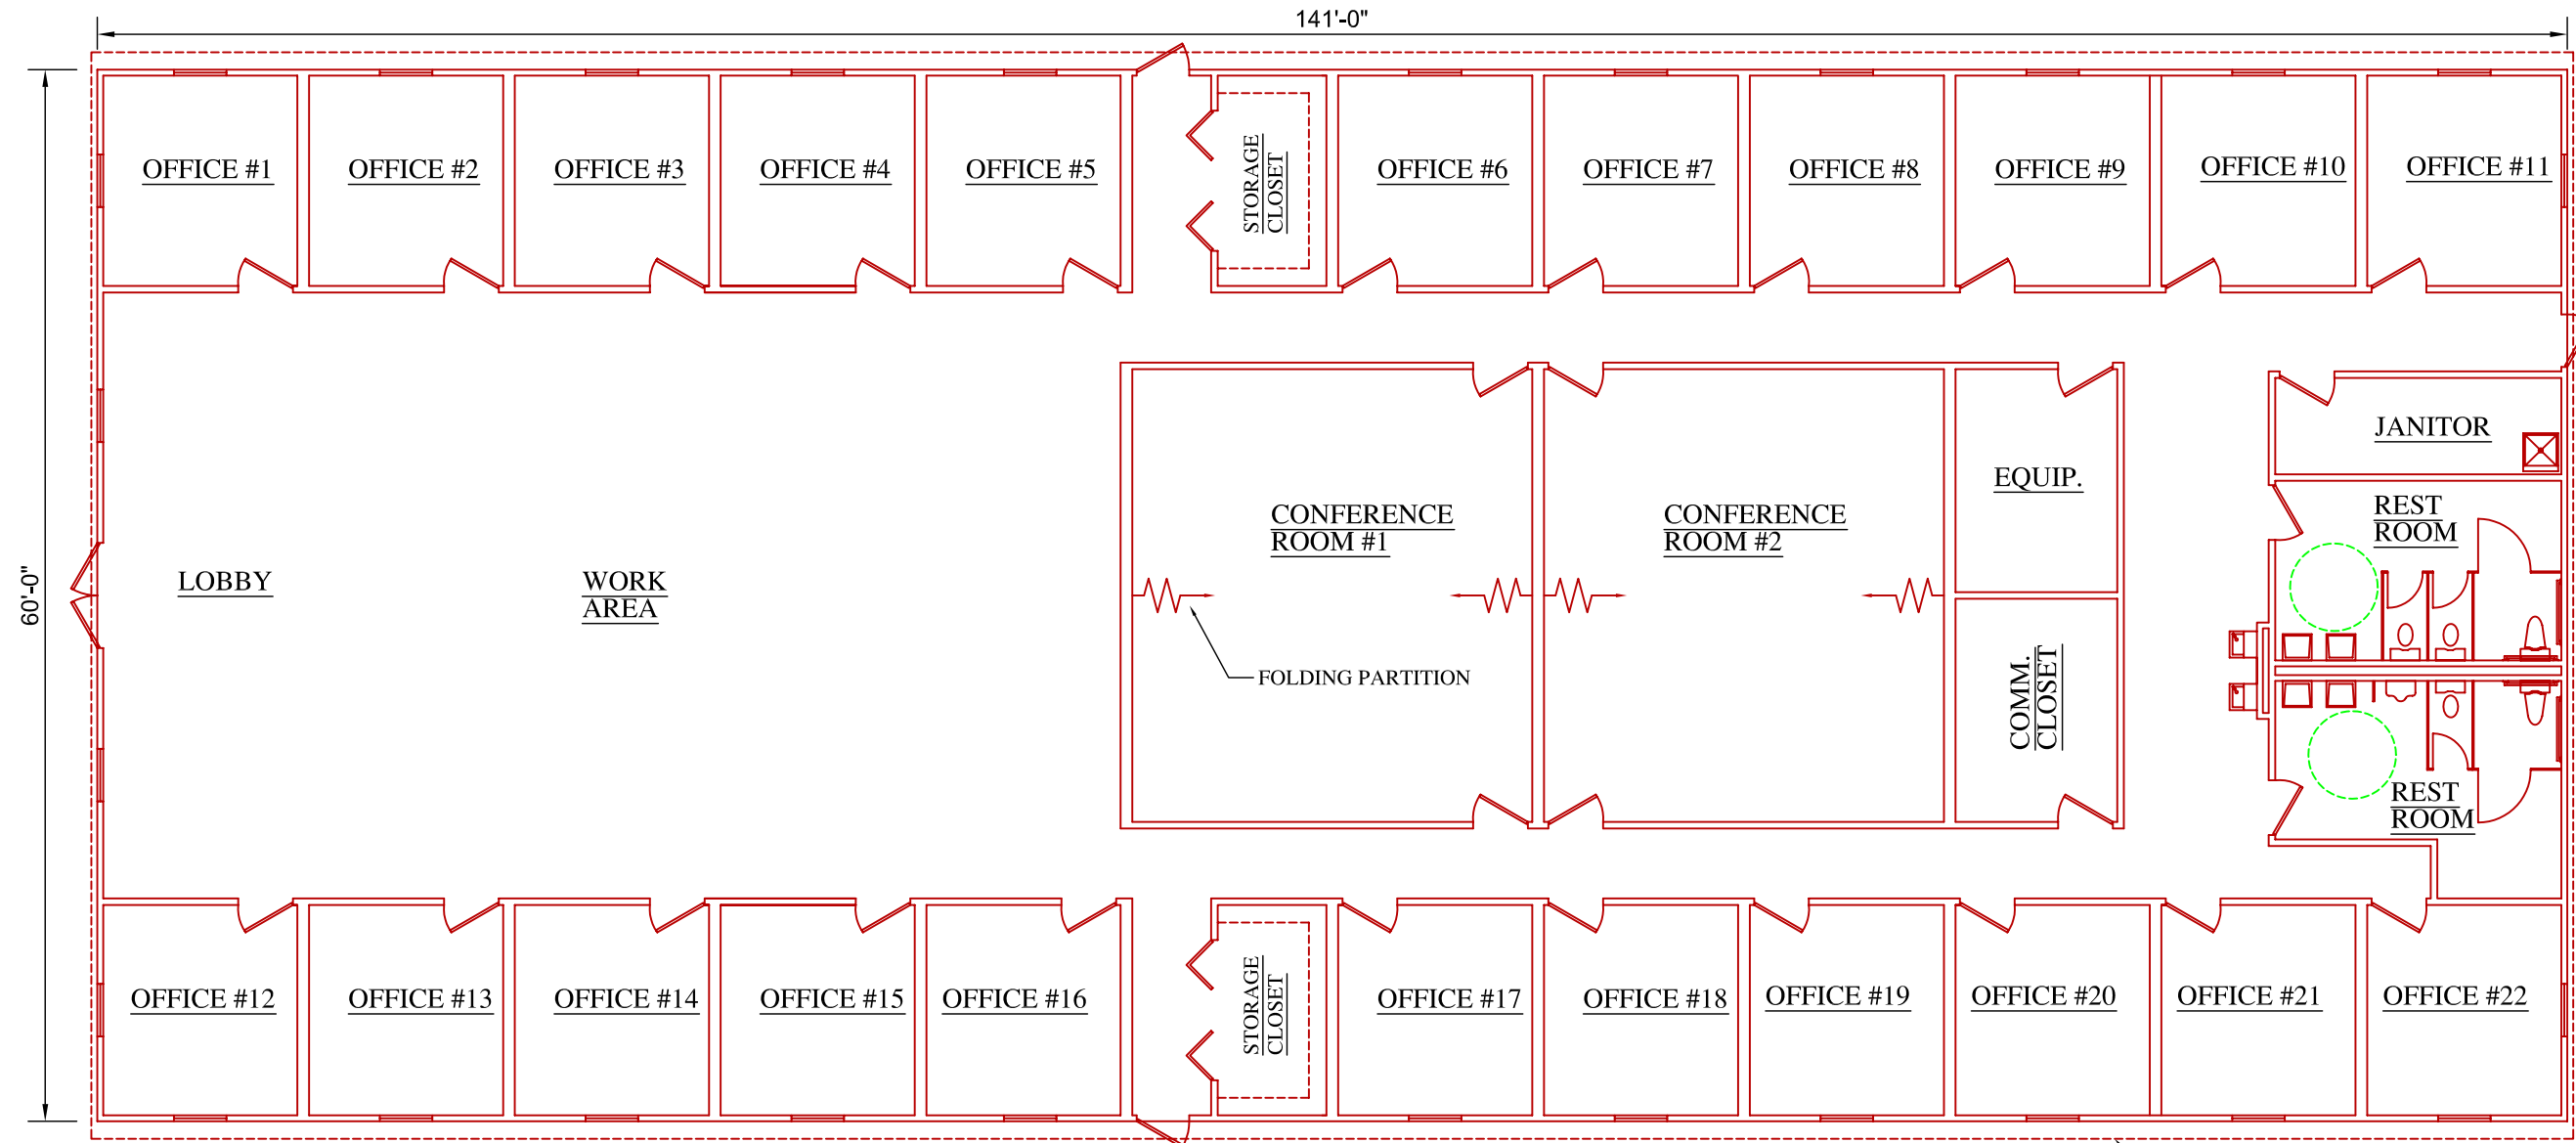 141'-0"
OFFICE #1
OFFICE #2
OFFICE #3
OFFICE #4
OFFICE #5
STORAGE
CLOSET
OFFICE #6
OFFICE #7
OFFICE #8
OFFICE #9
OFFICE #10
OFFICE #11
60'-0"
LOBBY
WORK
AREA
CONFERENCE
ROOM #1
CONFERENCE
ROOM #2
FOLDING PARTITION
EQUIP.
COMM.
CLOSET
JANITOR
REST
ROOM
REST
ROOM
OFFICE #12
OFFICE #13
OFFICE #14
OFFICE #15
OFFICE #16
STORAGE
CLOSET
OFFICE #17
OFFICE #18
OFFICE #19
OFFICE #20
OFFICE #21
OFFICE #22